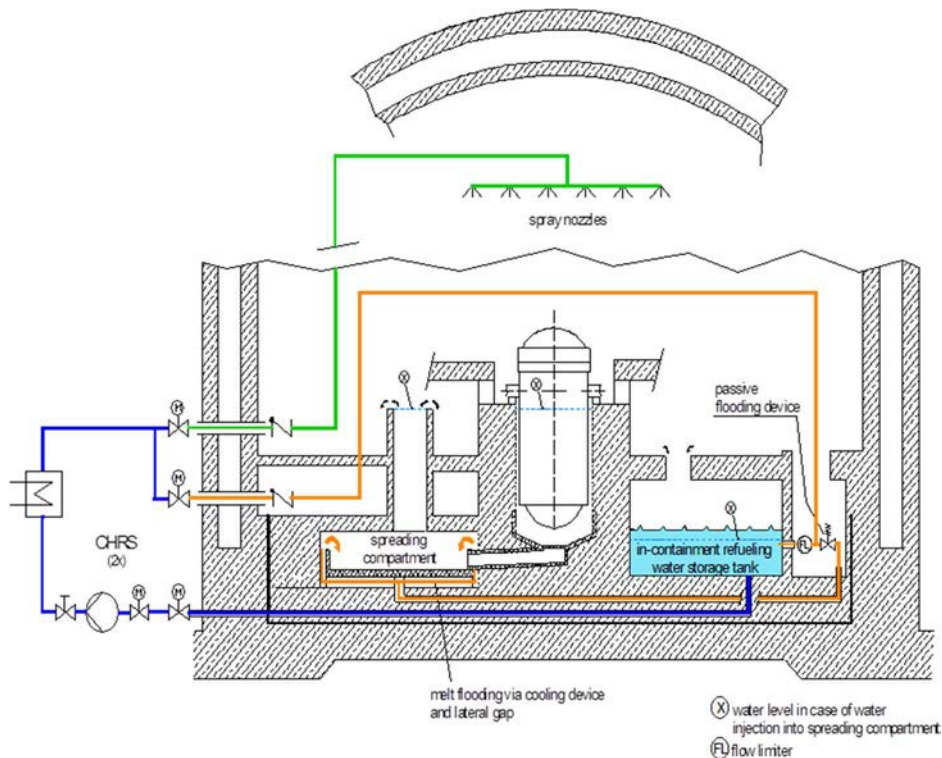 spray nozzles
X
X
passive
flooding device
M
M
CHRS
(2x)
spreading
compartment
X
in-containment refueling
water storage tank
FL
M
M
melt flooding via cooling device
and lateral gap
X water level in case of water
injection into spreading compartment
FL flow limiter